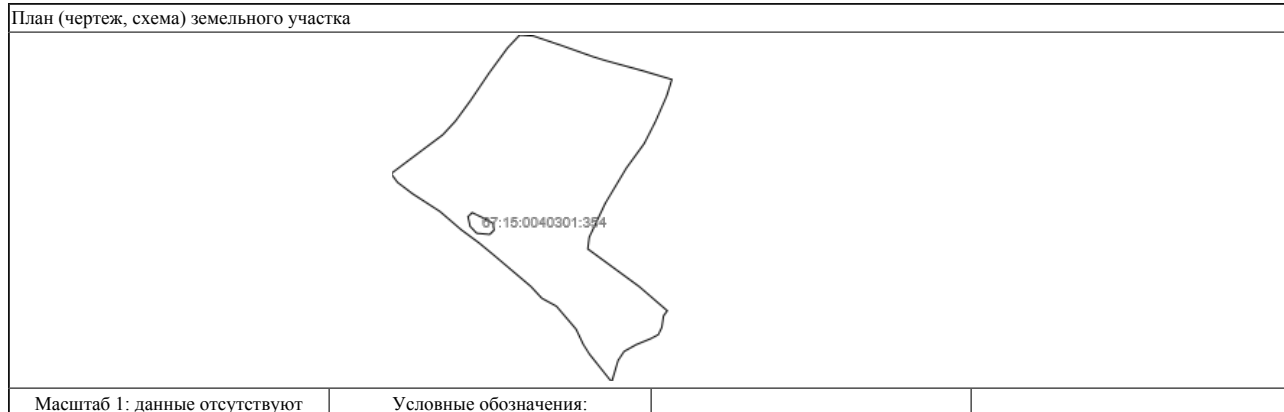 План (чертеж, схема) земельного участка
67:15:0040301:354
Масштаб 1: данные отсутствуют
Условные обозначения: